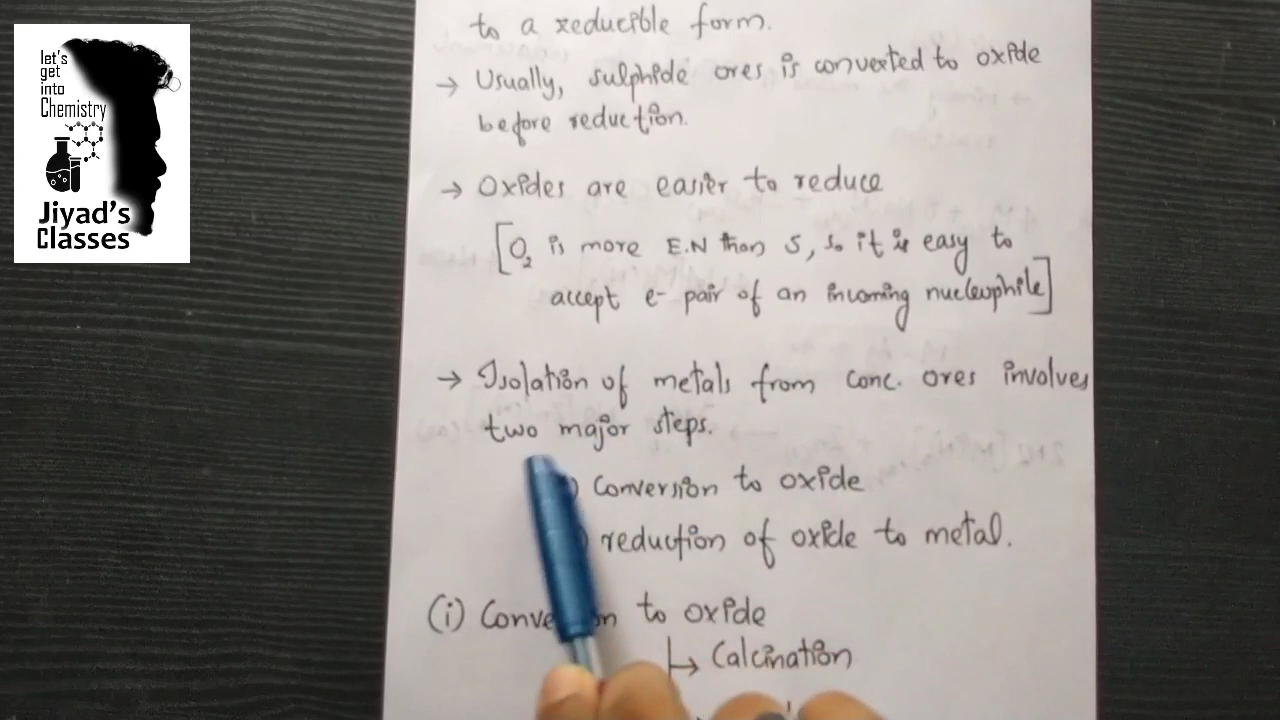 let's
get
into
Chemistry
Jiyad's
Classes
to a reducible form.
→ Usually, sulphide ores is converted to oxide
before reduction.
→ Oxides are easier to reduce
[O₂ is more E.N than S, so it is easy to
accept e- pair of an incoming nucleophile]
→ Isolation of metals from conc. ores involves
two major steps.
) Conversion to oxide
) reduction of oxide to metal.
(i) Conversion to oxide
↳ Calcination